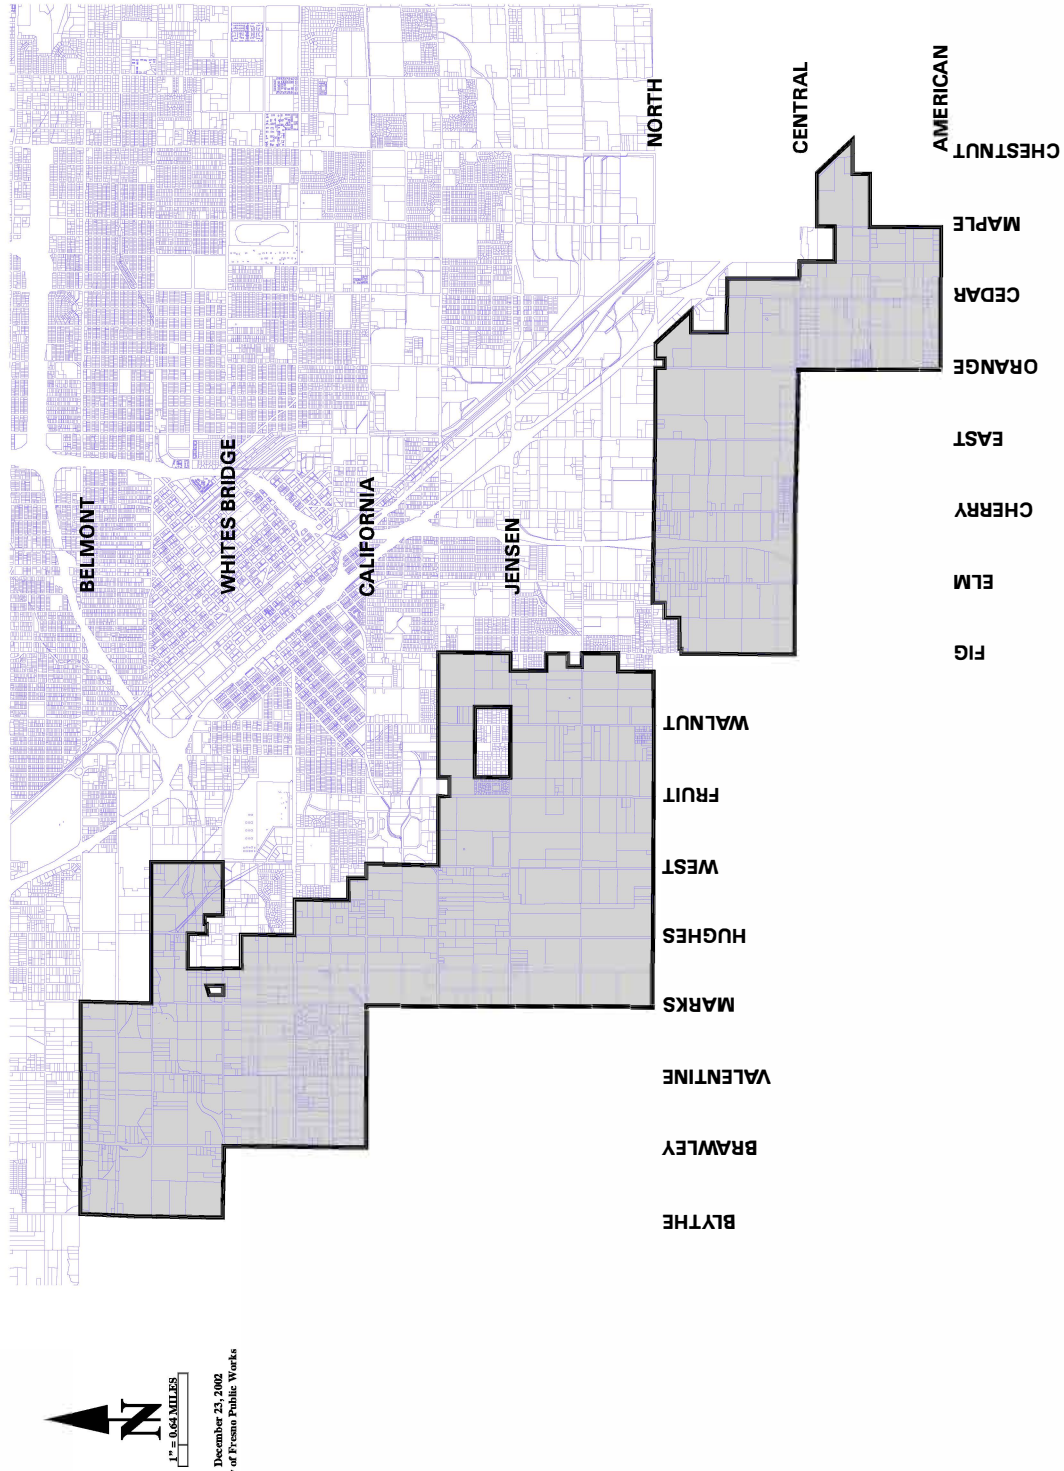 NORTH
CENTRAL
AMERICAN
CHESTNUT
MAPLE
CEDAR
ORANGE
EAST
CHERRY
ELM
FIG
BELMONT
WHITES BRIDGE
CALIFORNIA
JENSEN
WALNUT
FRUIT
WEST
HUGHES
MARKS
VALENTINE
BRAWLEY
BLYTHE
N
1" = 0.64 MILES
December 23, 2002
of Fresno Public Works